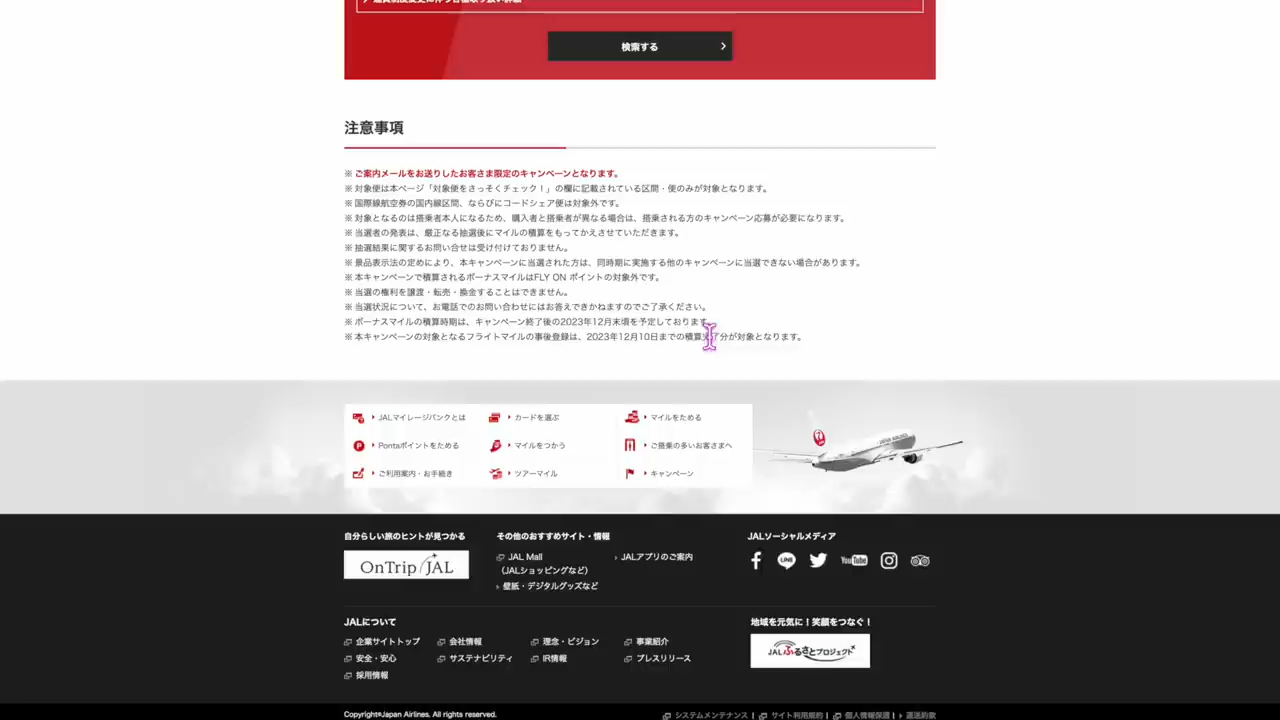 運賃制度変更に伴う各種取り扱い詳細
検索する
注意事項
※ ご案内メールをお送りしたお客さま限定のキャンペーンとなります。
※ 対象便は本ページ「対象便をさっそくチェック！」の欄に記載されている区間・便のみが対象となります。
※ 国際線航空券の国内線区間、ならびにコードシェア便は対象外です。
※ 対象となるのは搭乗者本人になるため、購入者と搭乗者が異なる場合は、搭乗される方のキャンペーン応募が必要になります。
※ 当選者の発表は、厳正なる抽選後にマイルの積算をもってかえさせていただきます。
※ 抽選結果に関するお問い合せは受け付けておりません。
※ 景品表示法の定めにより、本キャンペーンに当選された方は、同時期に実施する他のキャンペーンに当選できない場合があります。
※ 本キャンペーンで積算されるボーナスマイルはFLY ON ポイントの対象外です。
※ 当選の権利を譲渡・転売・換金することはできません。
※ 当選状況について、お電話でのお問い合わせにはお答えできかねますのでご了承ください。
※ ボーナスマイルの積算時期は、キャンペーン終了後の2023年12月末頃を予定しております。
※ 本キャンペーンの対象となるフライトマイルの事後登録は、2023年12月10日までの積算完了分が対象となります。
JALマイレージバンクとは カードを選ぶ マイルをためる
Pontaポイントをためる マイルをつかう ご搭乗の多いお客さまへ
ご利用案内・お手続き ツアーマイル キャンペーン
JAPAN AIRLINES
自分らしい旅のヒントが見つかる その他のおすすめサイト・情報 JALソーシャルメディア
OnTrip JAL
JAL Mall JALアプリのご案内
（JALショッピングなど）
壁紙・デジタルグッズなど
LINE YouTube
JALについて 地域を元気に！笑顔をつなぐ！
企業サイトトップ 会社情報 理念・ビジョン 事業紹介
安全・安心 サステナビリティ IR情報 プレスリリース
採用情報
JALふるさとプロジェクト
Copyright©Japan Airlines. All rights reserved. システムメンテナンス | サイト利用規約 | 個人情報保護 | 運送約款